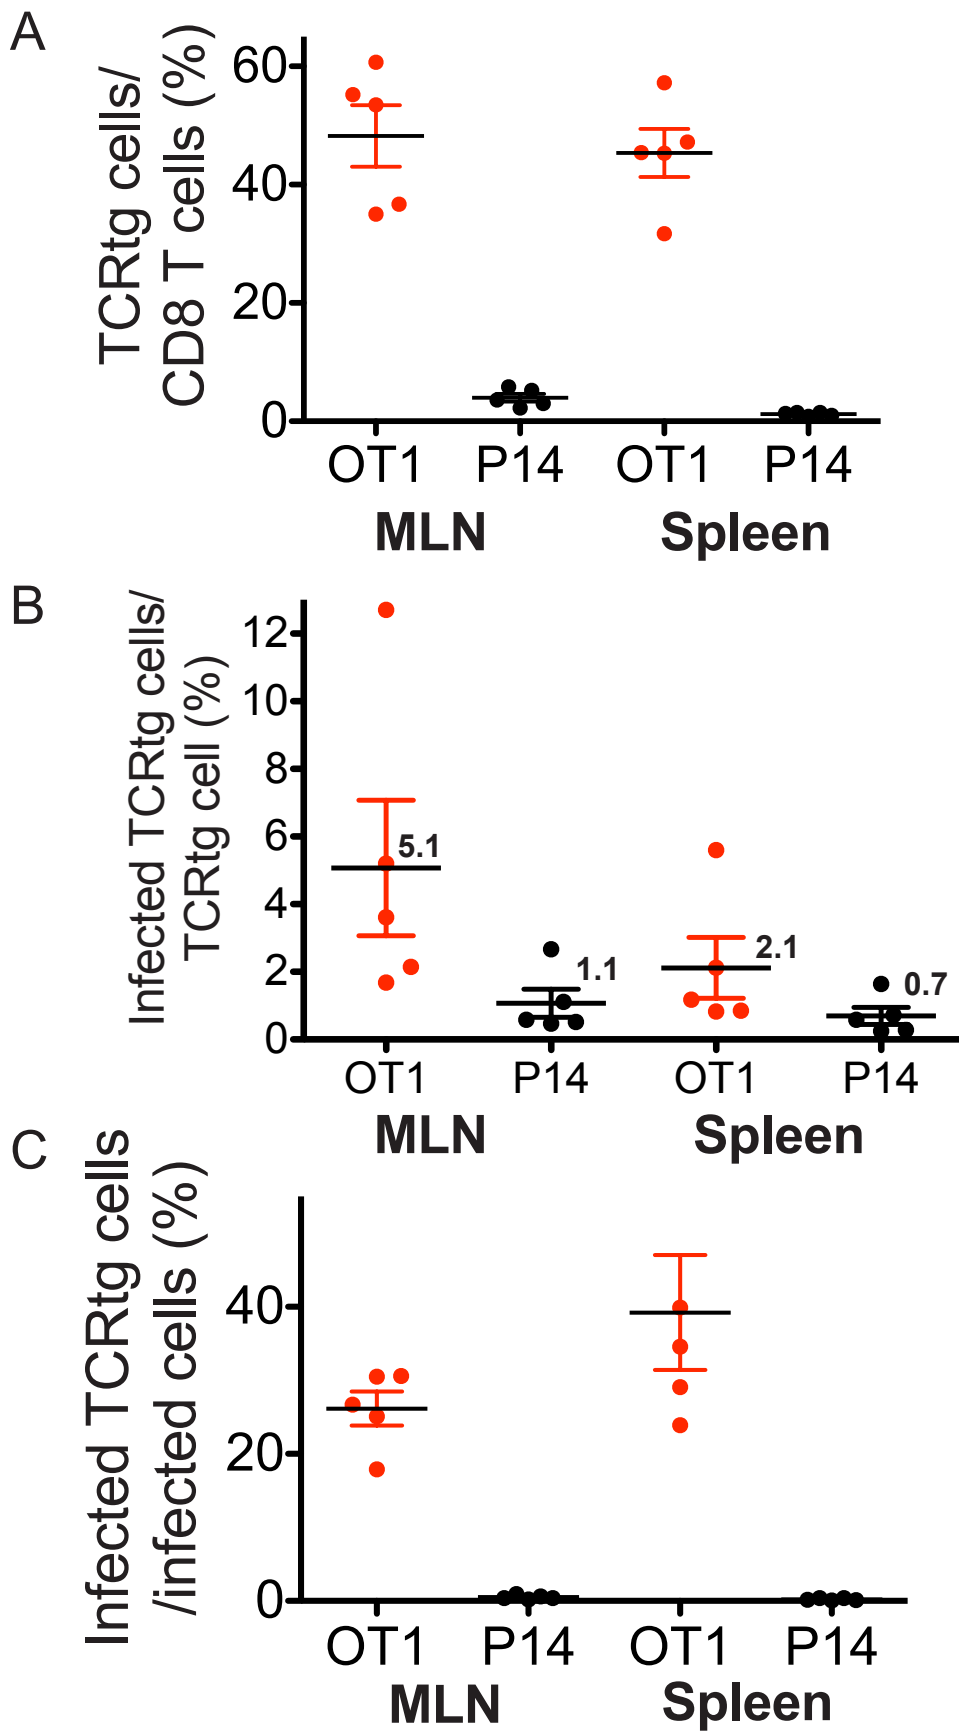 A
TCRtg cells/
CD8 T cells (%)
60
40
20
0
OT1 P14 OT1 P14
MLN Spleen
B
Infected TCRtg cells/
TCRtg cell (%)
12
10
8
6
4
2
0
5.1
1.1
2.1
0.7
OT1 P14 OT1 P14
MLN Spleen
C
Infected TCRtg cells
/infected cells (%)
40
20
0
OT1 P14 OT1 P14
MLN Spleen